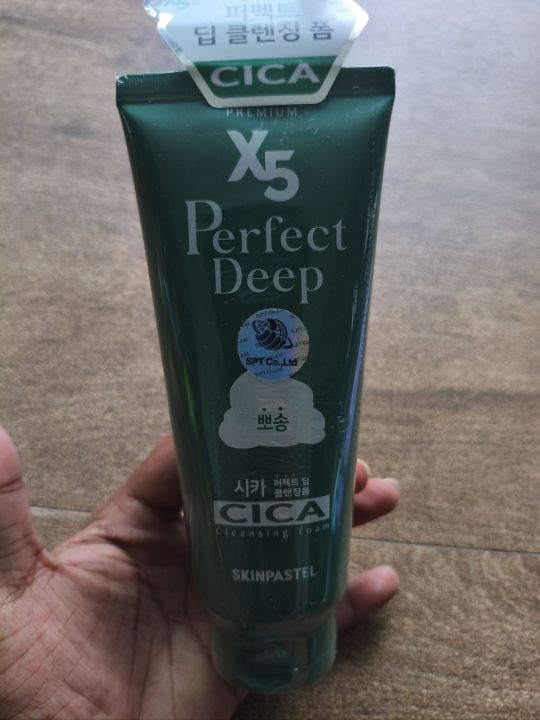 X5
퍼펙트
딥 클렌징 폼
CICA
PREMIUM
X5
Perfect
Deep
SPT Co.,Ltd
뽀송
시카 퍼펙트 딥
클렌징폼
CICA
Cleansing foam
SKINPASTEL